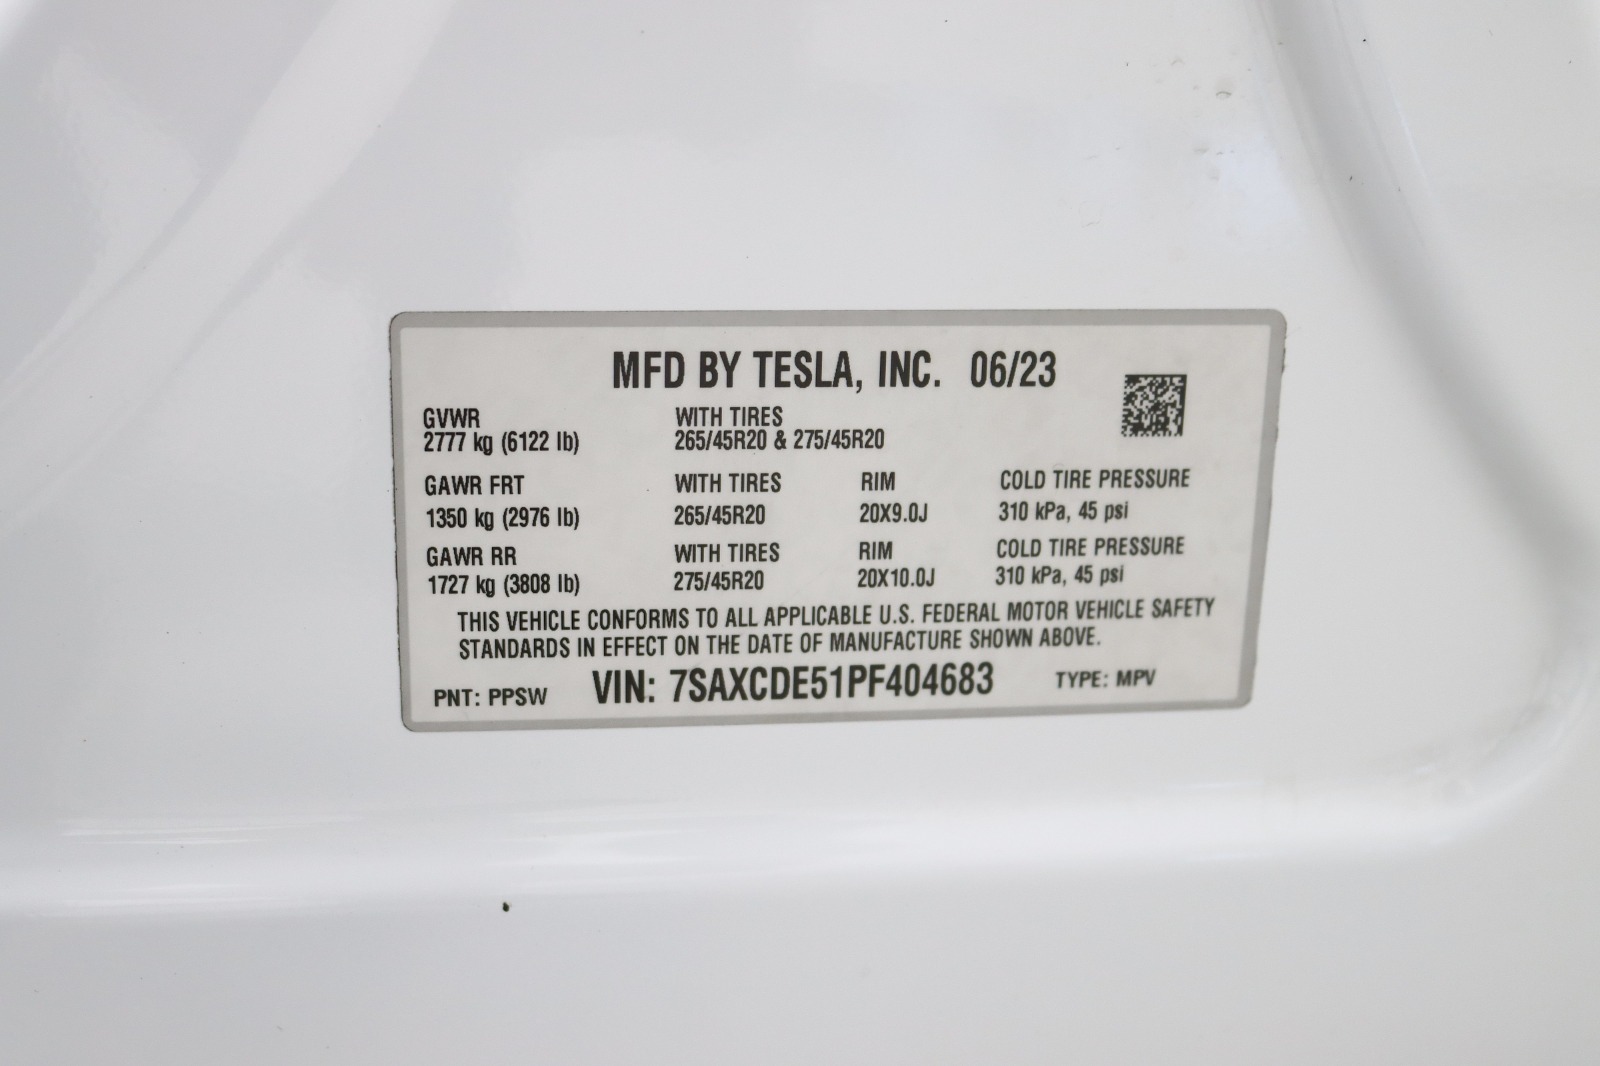 MFD BY TESLA, INC. 06/23
GVWR WITH TIRES
2777 kg (6122 lb) 265/45R20 & 275/45R20
GAWR FRT WITH TIRES RIM COLD TIRE PRESSURE
1350 kg (2976 lb) 265/45R20 20X9.0J 310 kPa, 45 psi
GAWR RR WITH TIRES RIM COLD TIRE PRESSURE
1727 kg (3808 lb) 275/45R20 20X10.0J 310 kPa, 45 psi
THIS VEHICLE CONFORMS TO ALL APPLICABLE U.S. FEDERAL MOTOR VEHICLE SAFETY
STANDARDS IN EFFECT ON THE DATE OF MANUFACTURE SHOWN ABOVE.
PNT: PPSW VIN: 7SAXCDE51PF404683 TYPE: MPV